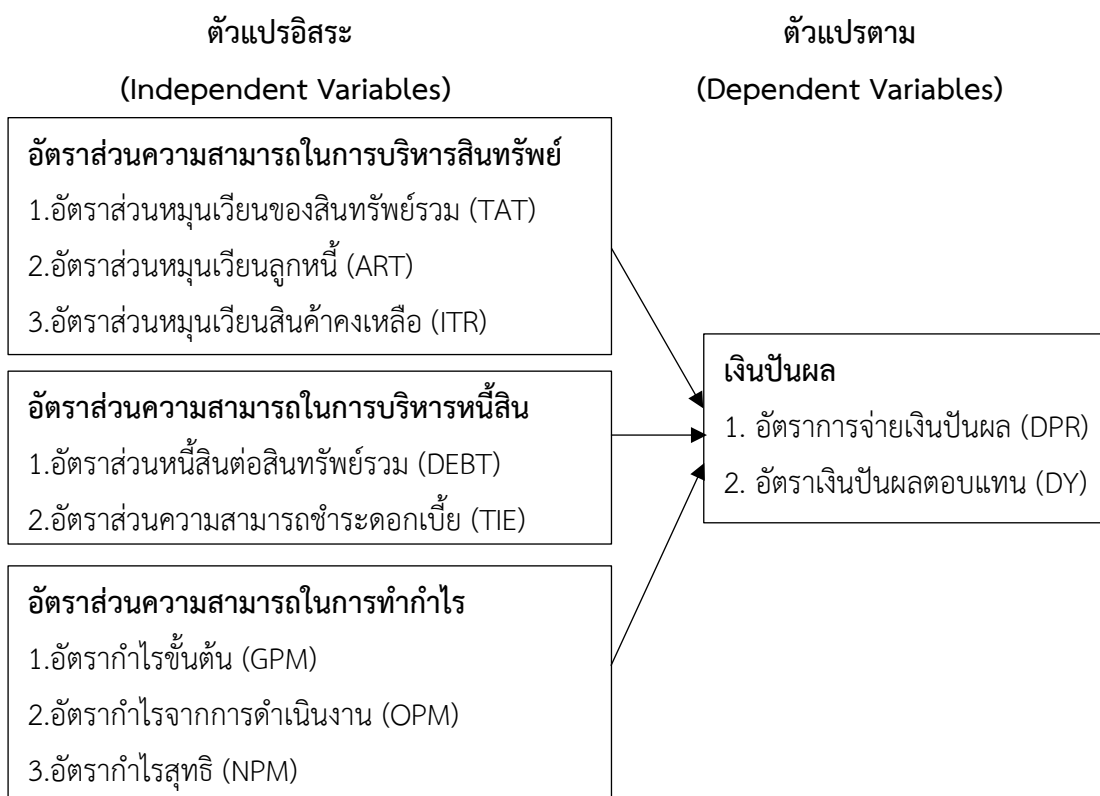 ตัวแปรอิสระ
(Independent Variables)
ตัวแปรตาม
(Dependent Variables)
อัตราส่วนความสามารถในการบริหารสินทรัพย์
1.อัตราส่วนหมุนเวียนของสินทรัพย์รวม (TAT)
2.อัตราส่วนหมุนเวียนลูกหนี้ (ART)
3.อัตราส่วนหมุนเวียนสินค้าคงเหลือ (ITR)
อัตราส่วนความสามารถในการบริหารหนี้สิน
1.อัตราส่วนหนี้สินต่อสินทรัพย์รวม (DEBT)
2.อัตราส่วนความสามารถชำระดอกเบี้ย (TIE)
อัตราส่วนความสามารถในการทำกำไร
1.อัตรากำไรขั้นต้น (GPM)
2.อัตรากำไรจากการดำเนินงาน (OPM)
3.อัตรากำไรสุทธิ (NPM)
เงินปันผล
1. อัตราการจ่ายเงินปันผล (DPR)
2. อัตราเงินปันผลตอบแทน (DY)